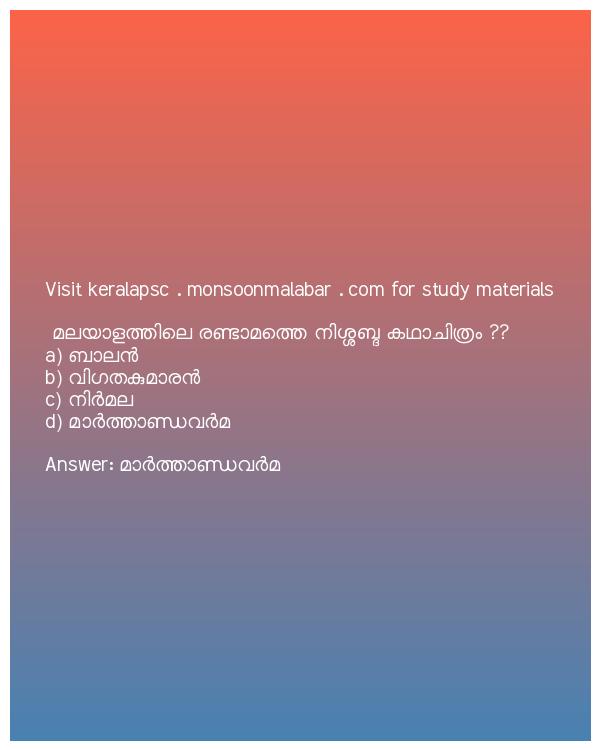 Visit keralapsc . monsoonmalabar . com for study materials
മലയാളത്തിലെ രണ്ടാമത്തെ നിശ്ശബ്ദ കഥാചിത്രം ??
a) ബാലൻ
b) വിഗതകുമാരൻ
c) നിർമല
d) മാർത്താണ്ഡവർമ
Answer: മാർത്താണ്ഡവർമ